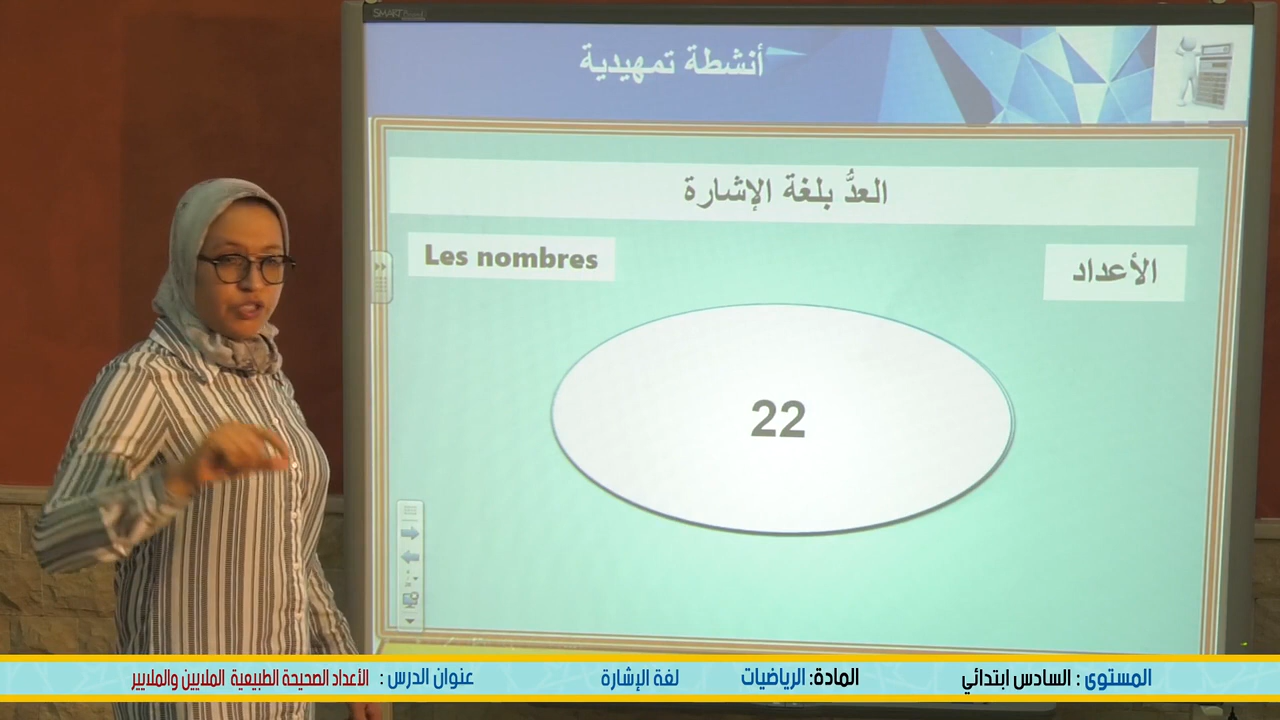 SMART
أنشطة تمهيدية
العدُّ بلغة الإشارة
الأعداد
Les nombres
22
المستوى : السادس ابتدائي المادة: الرياضيات لغة الإشارة عنوان الدرس : الأعداد الصحيحة الطبيعية الملايين والملايير